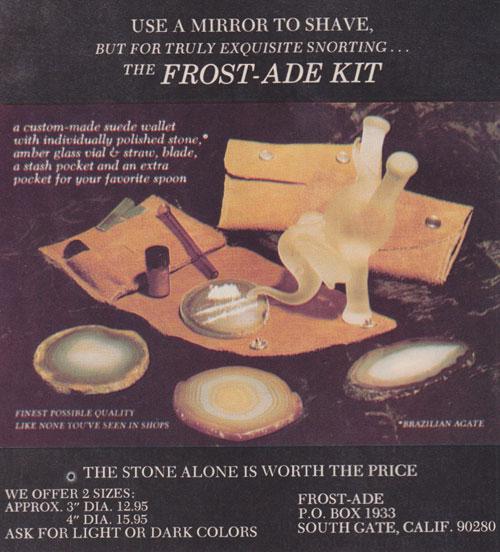 USE A MIRROR TO SHAVE,
BUT FOR TRULY EXQUISITE SNORTING...
THE FROST-ADE KIT
a custom-made suede wallet
with individually polished stone,*
amber glass vial & straw, blade,
a stash pocket and an extra
pocket for your favorite spoon
FINEST POSSIBLE QUALITY
LIKE NONE YOU'VE SEEN IN SHOPS
*BRAZILIAN AGATE
THE STONE ALONE IS WORTH THE PRICE
WE OFFER 2 SIZES:
APPROX. 3" DIA. 12.95
4" DIA. 15.95
ASK FOR LIGHT OR DARK COLORS
FROST-ADE
P.O. BOX 1933
SOUTH GATE, CALIF. 90280